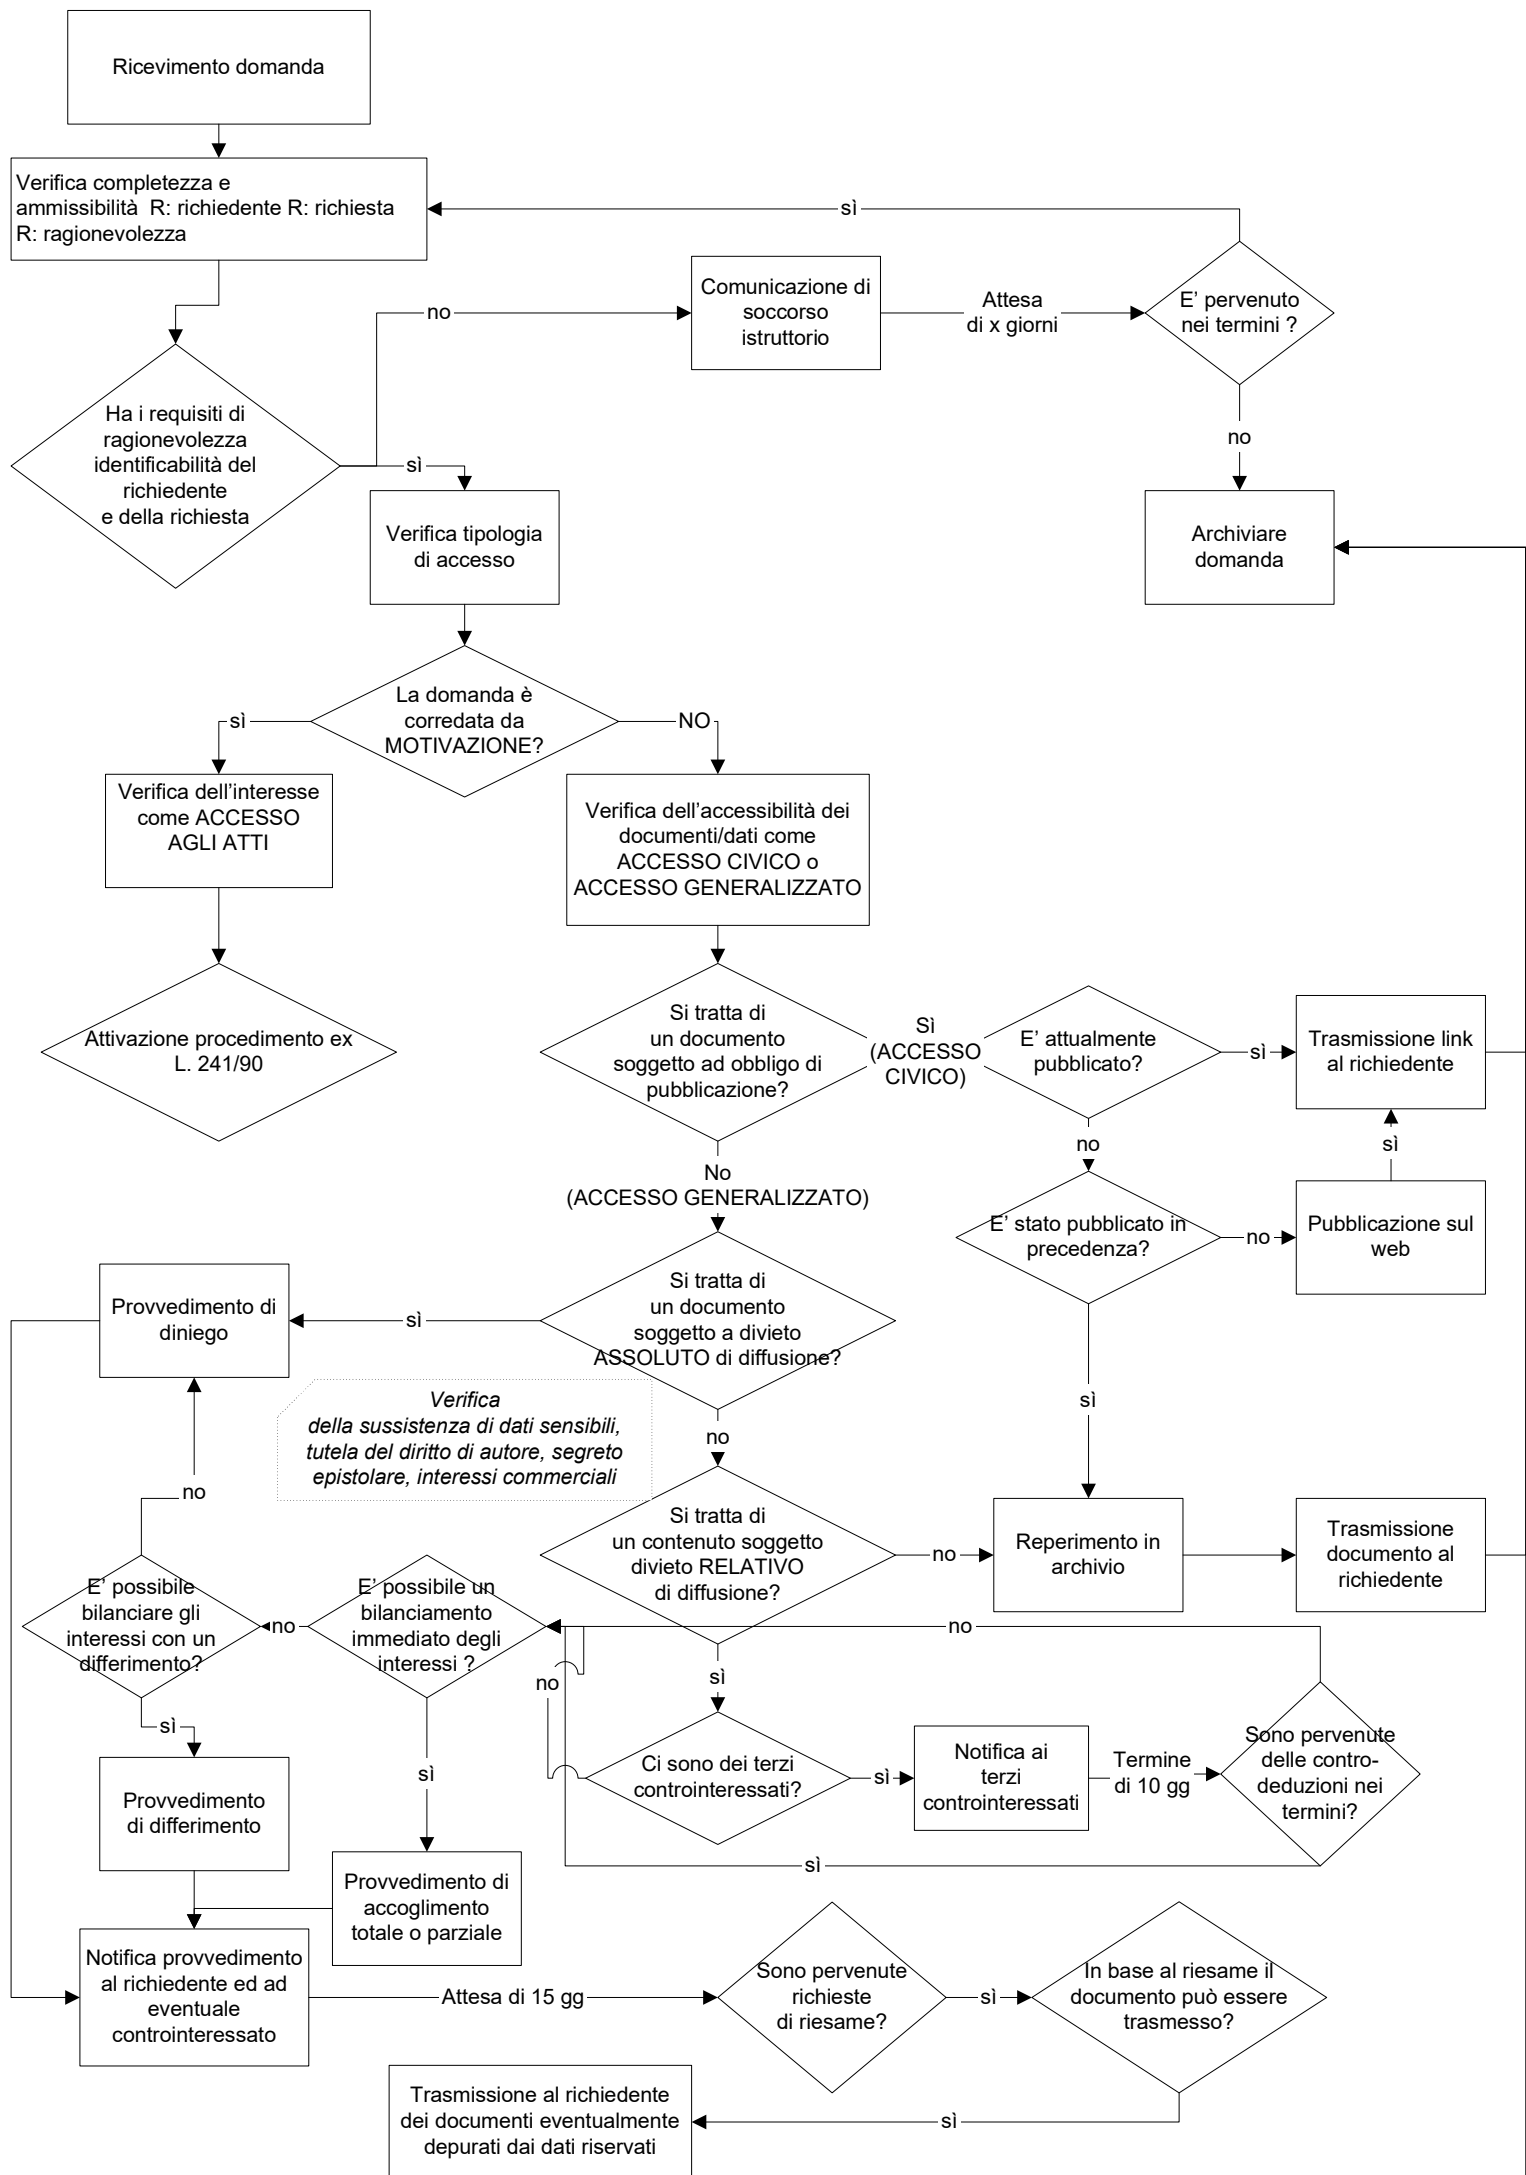 Ricevimento domanda
Verifica completezza e
ammissibilità  R: richiedente R: richiesta
R: ragionevolezza
sì
Comunicazione di
soccorso
istruttorio
Attesa
di x giorni
E’ pervenuto
nei termini ?
no
Ha i requisiti di
ragionevolezza
identificabilità del
richiedente
e della richiesta
sì
no
Verifica tipologia
di accesso
Archiviare
domanda
La domanda è
corredata da
MOTIVAZIONE?
sì
NO
Verifica dell’interesse
come ACCESSO
AGLI ATTI
Verifica dell’accessibilità dei
documenti/dati come
ACCESSO CIVICO o
ACCESSO GENERALIZZATO
Attivazione procedimento ex
L. 241/90
Si tratta di
un documento
soggetto ad obbligo di
pubblicazione?
Sì
(ACCESSO
CIVICO)
E’ attualmente
pubblicato?
sì
Trasmissione link
al richiedente
no
sì
No
(ACCESSO GENERALIZZATO)
E’ stato pubblicato in
precedenza?
no
Pubblicazione sul
web
Provvedimento di
diniego
sì
Si tratta di
un documento
soggetto a divieto
ASSOLUTO di diffusione?
Verifica
della sussistenza di dati sensibili,
tutela del diritto di autore, segreto
epistolare, interessi commerciali
no
sì
no
Si tratta di
un contenuto soggetto
divieto RELATIVO
di diffusione?
no
Reperimento in
archivio
Trasmissione
documento al
richiedente
E’ possibile
bilanciare gli
interessi con un
differimento?
no
E’ possibile un
bilanciamento
immediato degli
interessi ?
no
no
sì
sì
Ci sono dei terzi
controinteressati?
sì
Notifica ai
terzi
controinteressati
Termine
di 10 gg
Sono pervenute
delle contro-
deduzioni nei
termini?
sì
Provvedimento
di differimento
sì
Provvedimento di
accoglimento
totale o parziale
Notifica provvedimento
al richiedente ed ad
eventuale
controinteressato
Attesa di 15 gg
Sono pervenute
richieste
di riesame?
sì
In base al riesame il
documento può essere
trasmesso?
sì
Trasmissione al richiedente
dei documenti eventualmente
depurati dai dati riservati